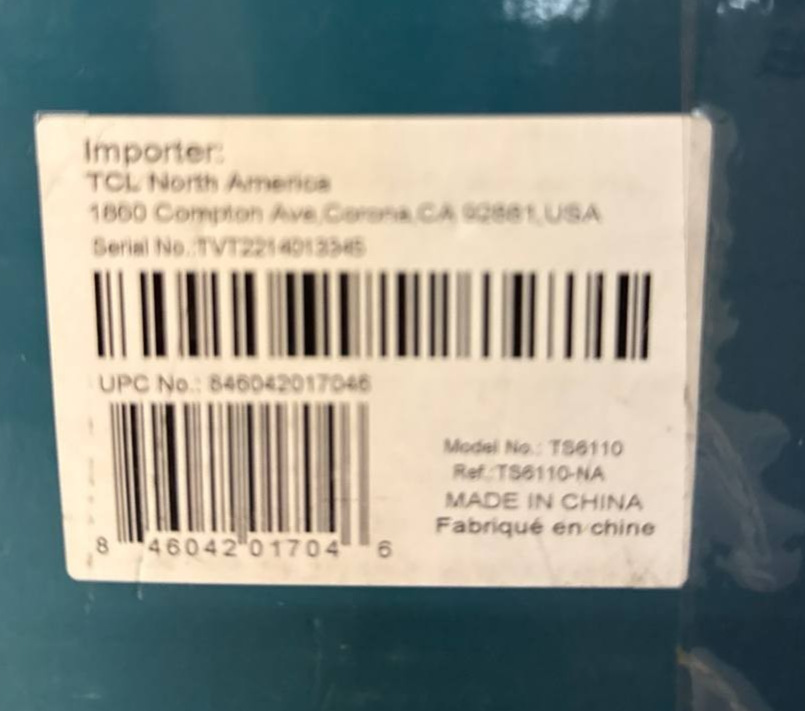 Importer:
TCL North America
1860 Compton Ave,Corona,CA 92881,USA
Serial No.:TVT2214013345
UPC No.: 846042017046
Model No.: TS6110
Ref.:TS6110-NA
MADE IN CHINA
Fabriqué en chine
8 46042 01704 6